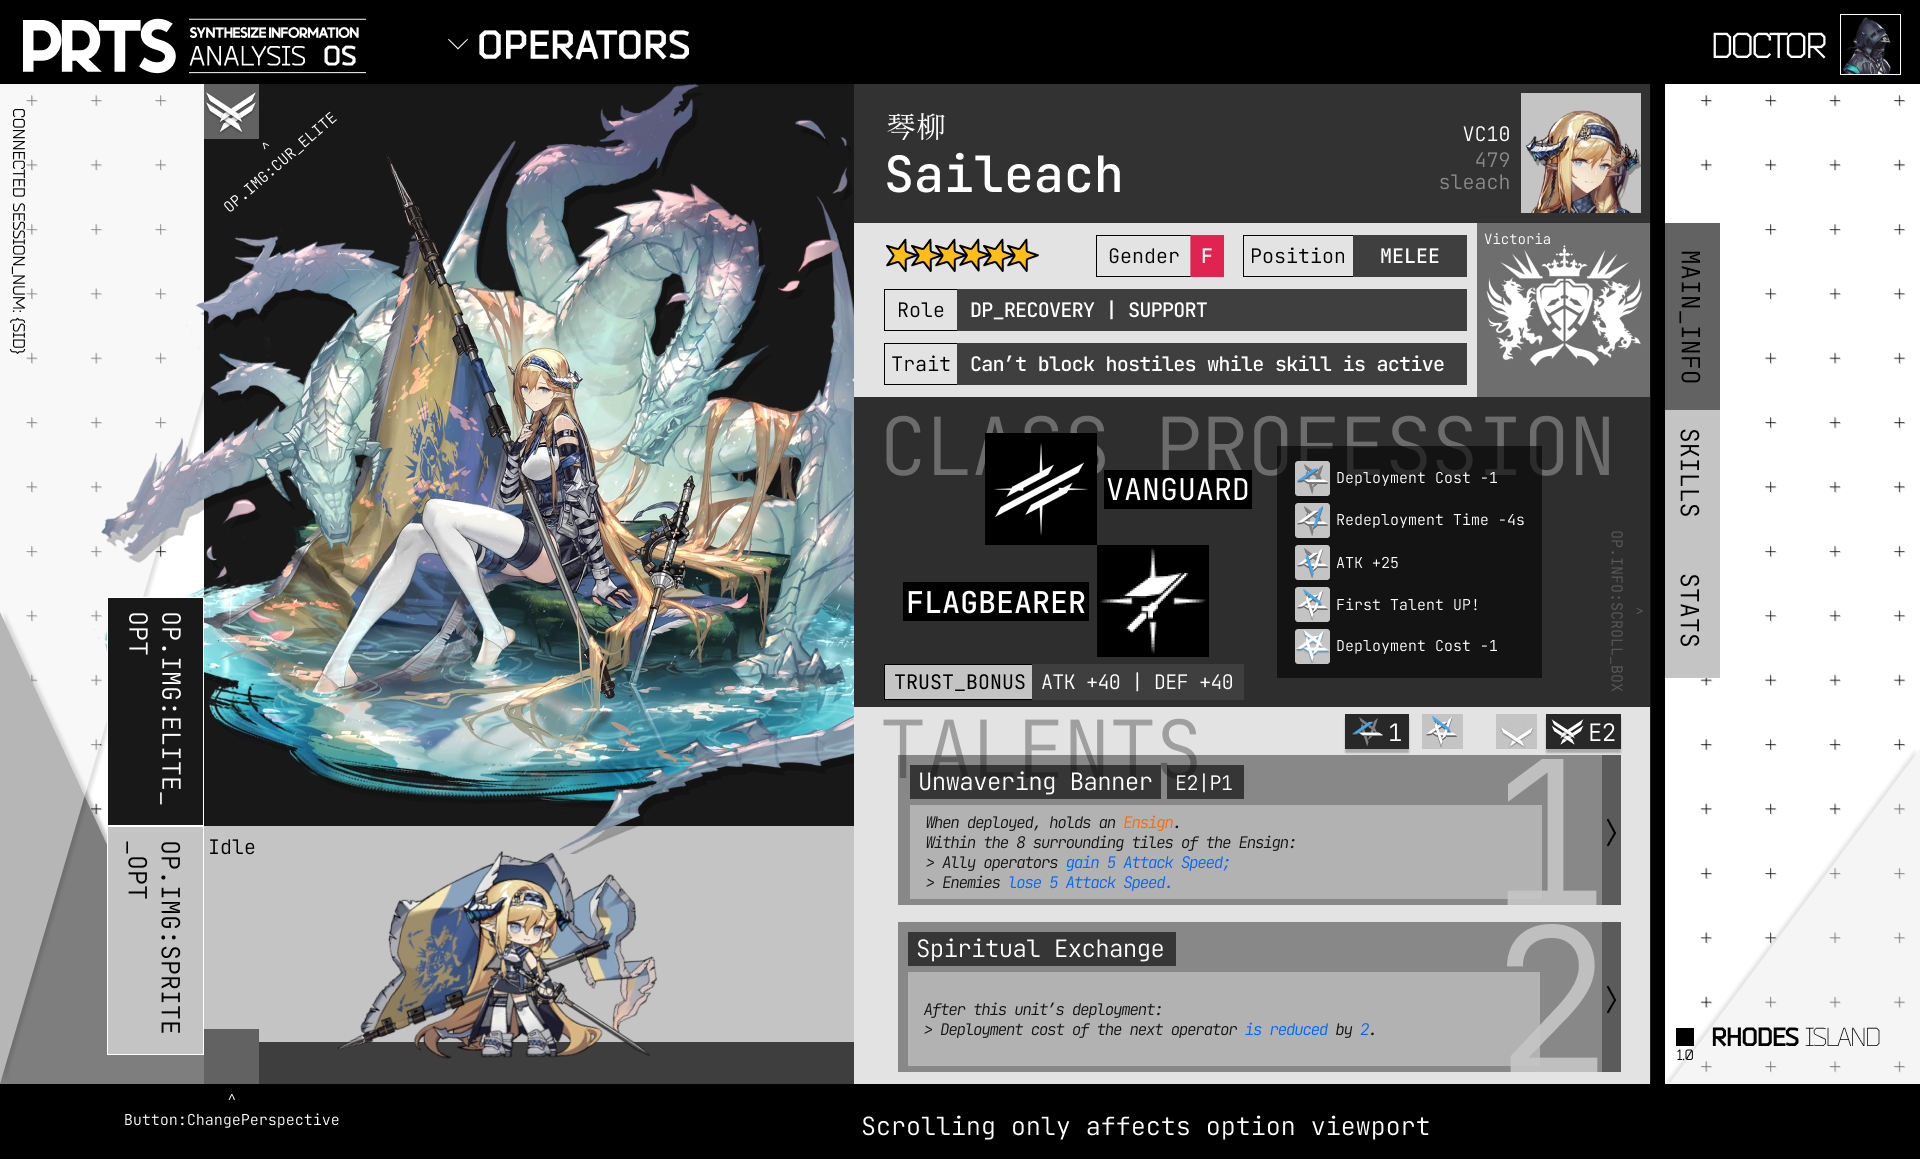 PRTS
SYNTHESIZE INFORMATION
ANALYSIS OS
OPERATORS
DOCTOR
CONNECTED SESSION_NUM: {SID}
^
OP.IMG:CUR_ELITE
琴柳
Saileach
VC10
479
sleach
Gender F
Position MELEE
Victoria
Role DP_RECOVERY | SUPPORT
Trait Can't block hostiles while skill is active
CLASS PROFESSION
VANGUARD
FLAGBEARER
Deployment Cost -1
Redeployment Time -4s
ATK +25
First Talent UP!
Deployment Cost -1
OP.INFO:SCROLL_BOX
>
TRUST_BONUS ATK +40 | DEF +40
TALENTS
1
E2
Unwavering Banner E2|P1
1
When deployed, holds an Ensign.
Within the 8 surrounding tiles of the Ensign:
> Ally operators gain 5 Attack Speed;
> Enemies lose 5 Attack Speed.
Spiritual Exchange
2
After this unit's deployment:
> Deployment cost of the next operator is reduced by 2.
MAIN_INFO
SKILLS
STATS
OP.IMG:ELITE_
OPT
OP.IMG:SPRITE
_OPT
Idle
RHODES ISLAND
1.0
^
Button:ChangePerspective
Scrolling only affects option viewport